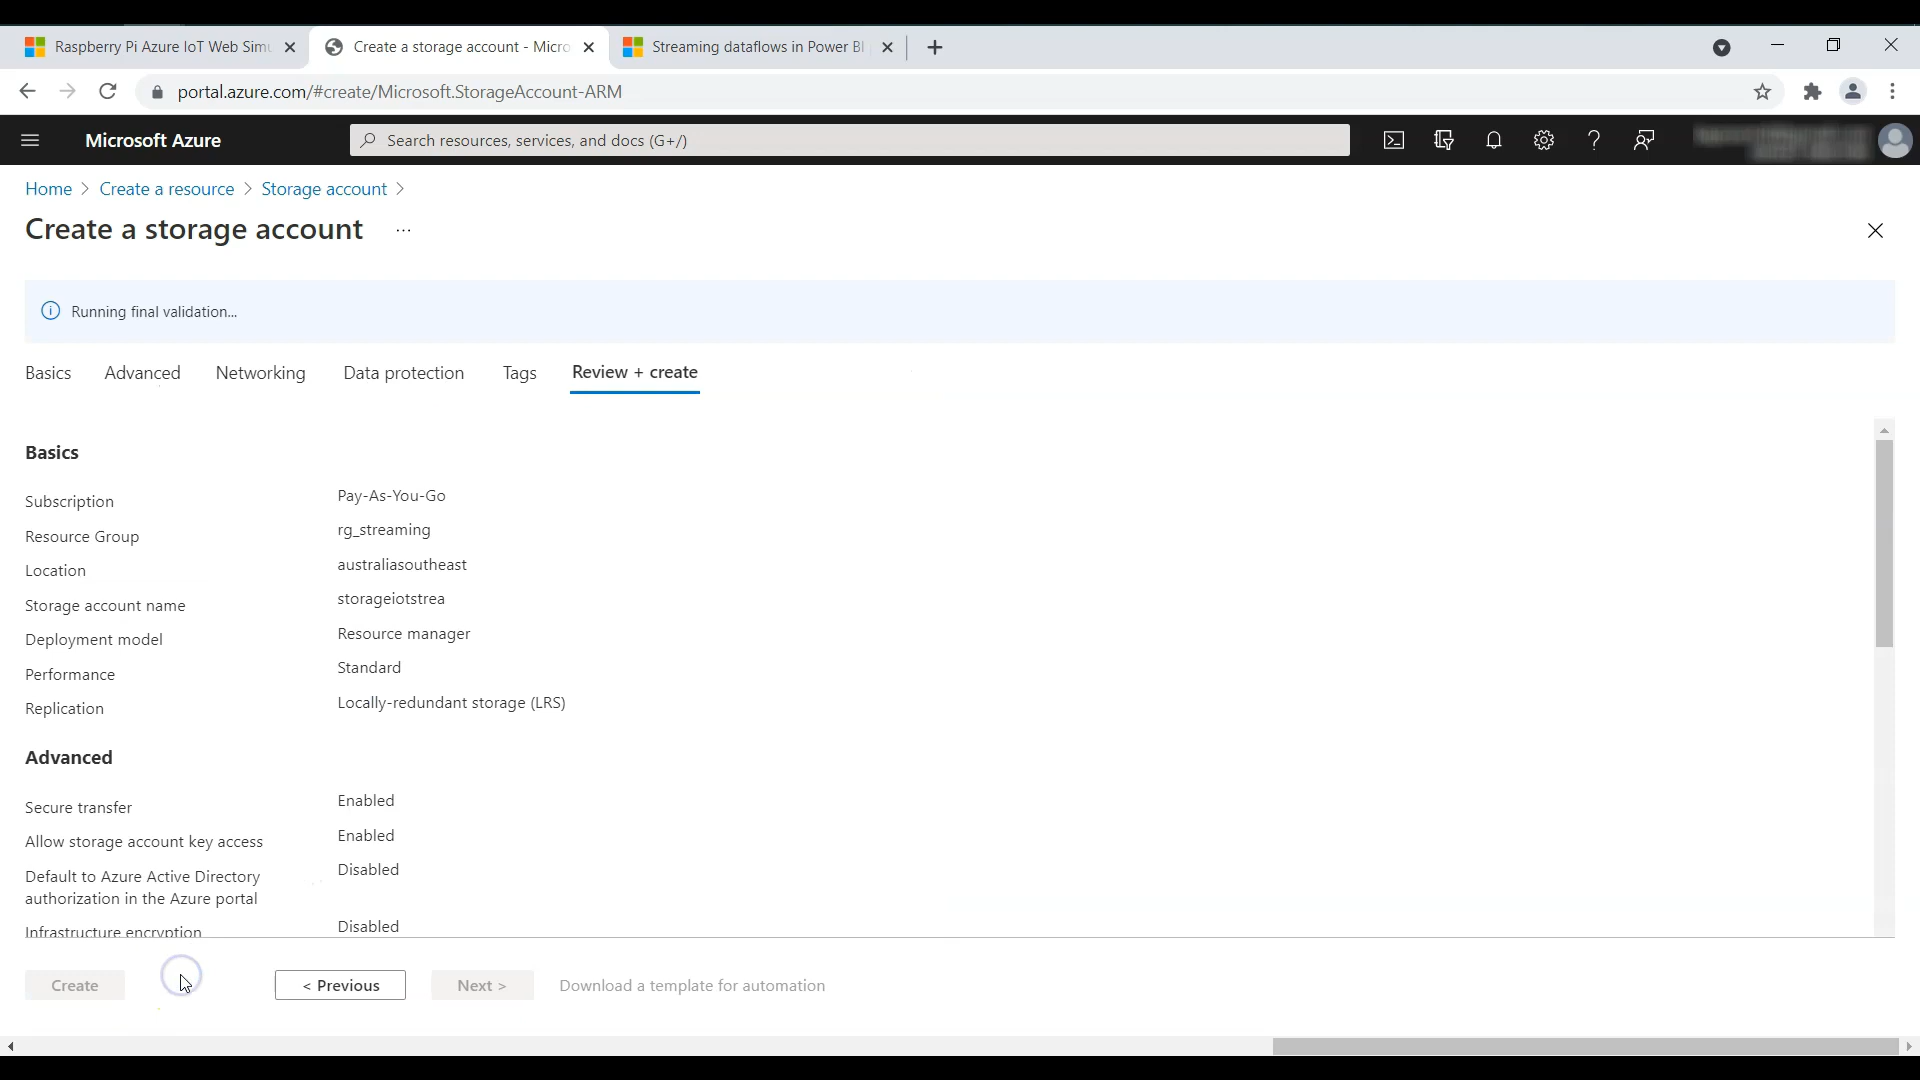 Raspberry Pi Azure IoT Web Simu
Create a storage account - Micro
Streaming dataflows in Power BI
portal.azure.com/#create/Microsoft.StorageAccount-ARM
Microsoft Azure
Search resources, services, and docs (G+/)
Home > Create a resource > Storage account >
Create a storage account ...
Running final validation...
Basics Advanced Networking Data protection Tags Review + create
Basics
Subscription Pay-As-You-Go
Resource Group rg_streaming
Location australiasoutheast
Storage account name storageiotstrea
Deployment model Resource manager
Performance Standard
Replication Locally-redundant storage (LRS)
Advanced
Secure transfer Enabled
Allow storage account key access Enabled
Default to Azure Active Directory Disabled
authorization in the Azure portal
Infrastructure encryption Disabled
Create < Previous Next > Download a template for automation